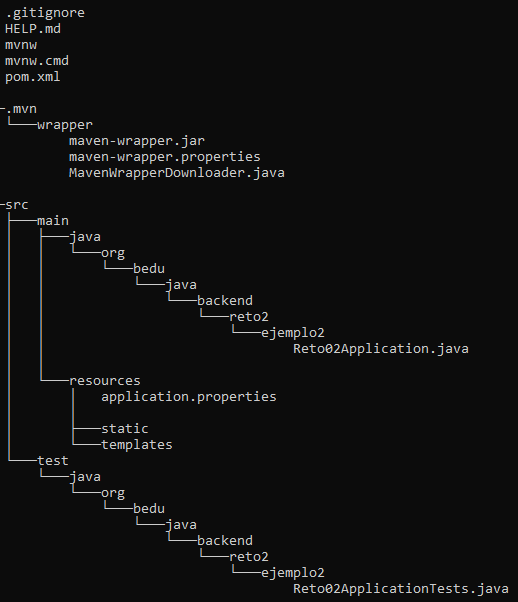 .gitignore
HELP.md
mvnw
mvnw.cmd
pom.xml
.mvn
wrapper
maven-wrapper.jar
maven-wrapper.properties
MavenWrapperDownloader.java
src
main
java
org
bedu
java
backend
reto2
ejemplo2
Reto02Application.java
resources
application.properties
static
templates
test
java
org
bedu
java
backend
reto2
ejemplo2
Reto02ApplicationTests.java